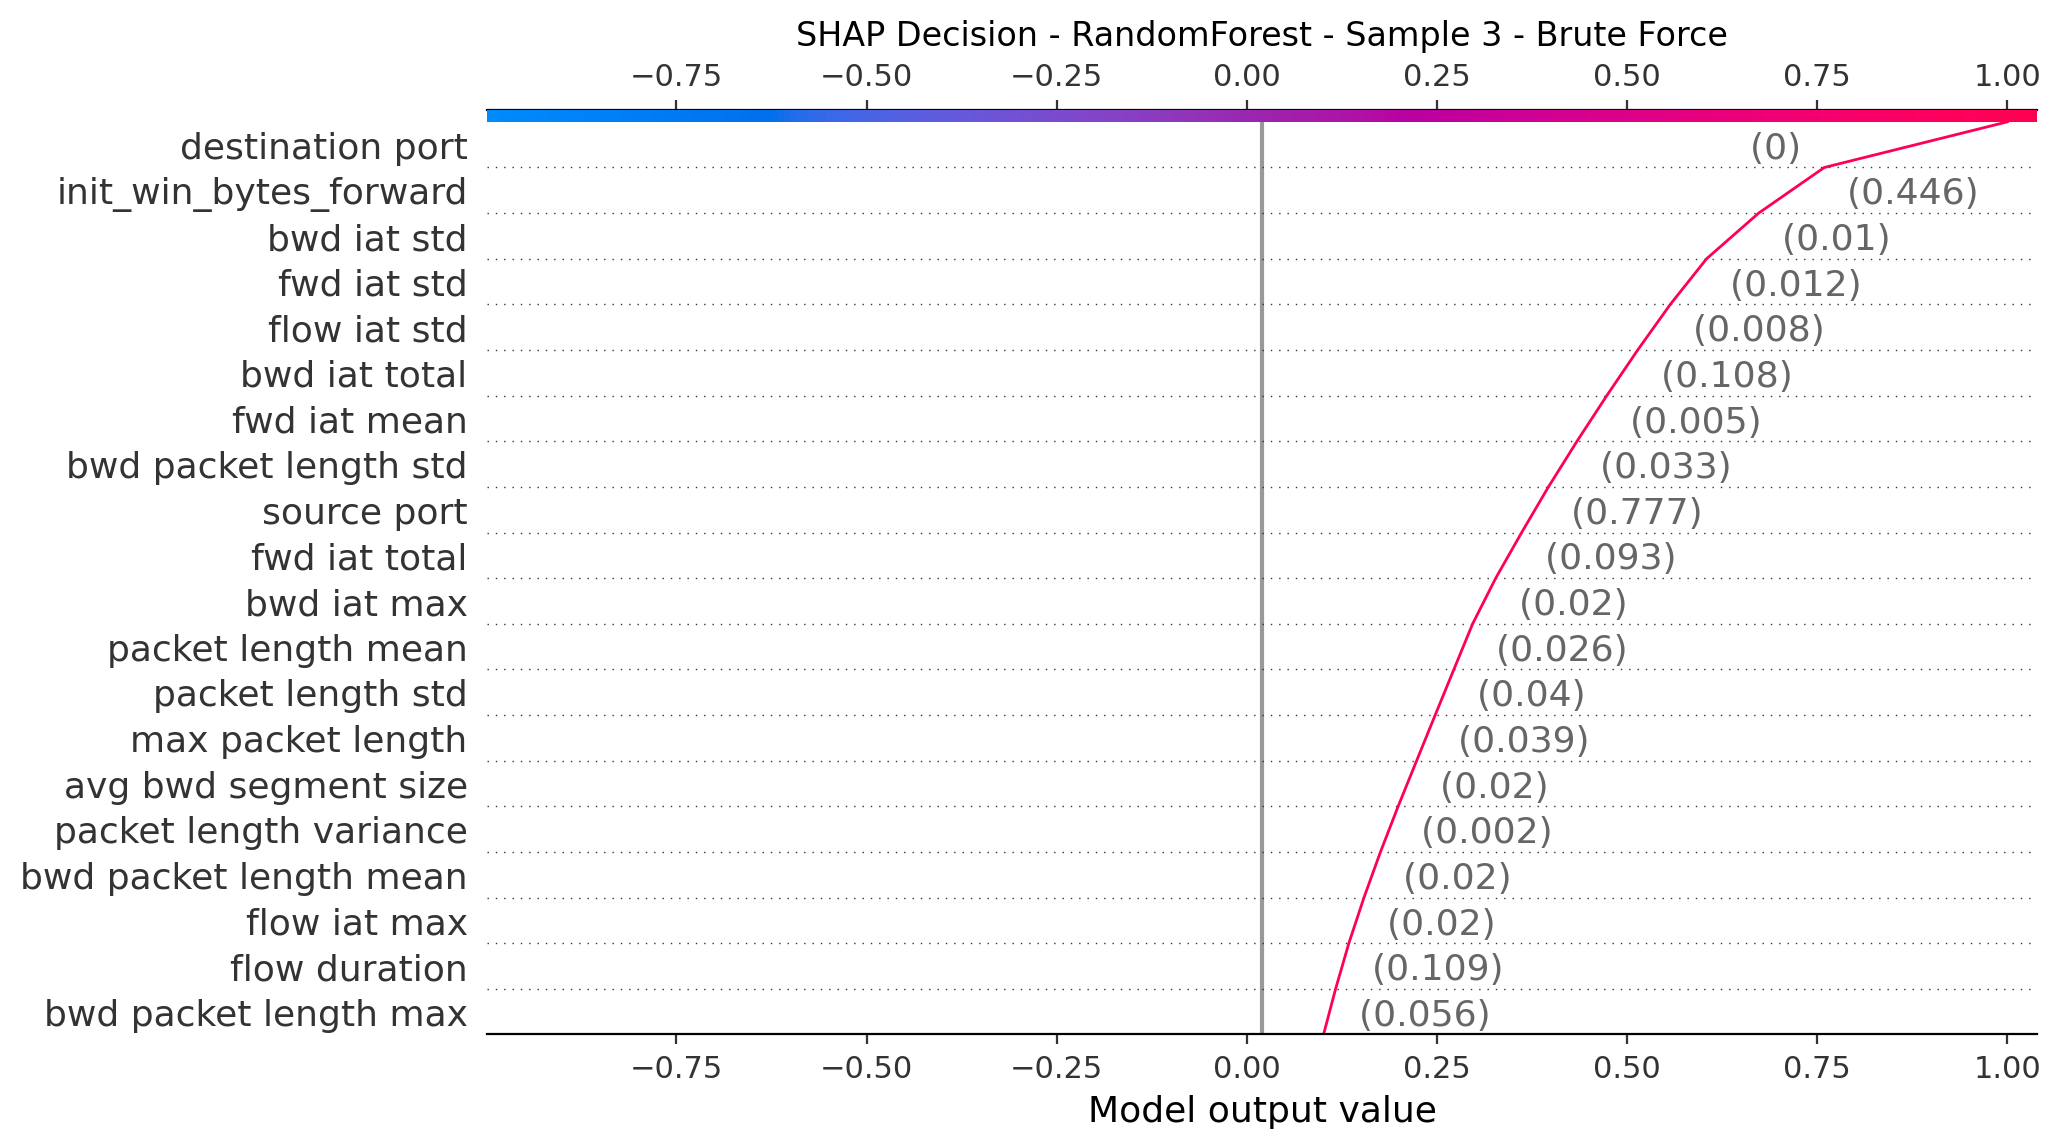 SHAP Decision - RandomForest - Sample 3 - Brute Force
−0.75 −0.50 −0.25 0.00 0.25 0.50 0.75 1.00
destination port (0)
init_win_bytes_forward (0.446)
bwd iat std (0.01)
fwd iat std (0.012)
flow iat std (0.008)
bwd iat total (0.108)
fwd iat mean (0.005)
bwd packet length std (0.033)
source port (0.777)
fwd iat total (0.093)
bwd iat max (0.02)
packet length mean (0.026)
packet length std (0.04)
max packet length (0.039)
avg bwd segment size (0.02)
packet length variance (0.002)
bwd packet length mean (0.02)
flow iat max (0.02)
flow duration (0.109)
bwd packet length max (0.056)
−0.75 −0.50 −0.25 0.00 0.25 0.50 0.75 1.00
Model output value